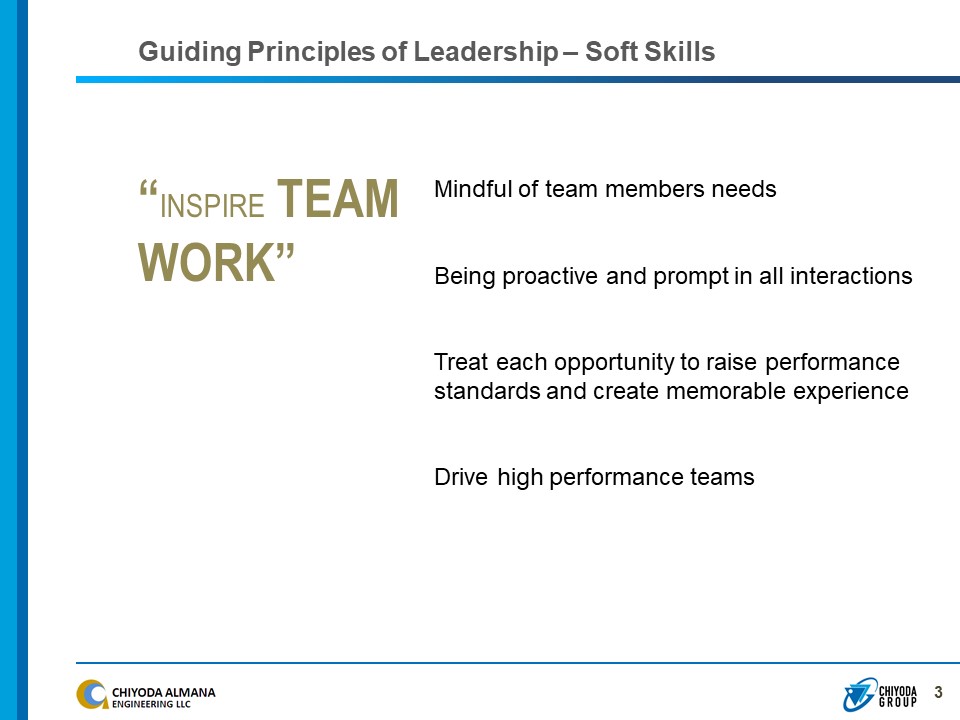 Guiding Principles of Leadership – Soft Skills
“INSPIRE TEAM
WORK”
Mindful of team members needs
Being proactive and prompt in all interactions
Treat each opportunity to raise performance
standards and create memorable experience
Drive high performance teams
CHIYODA ALMANA
ENGINEERING LLC
CHIYODA
GROUP
3